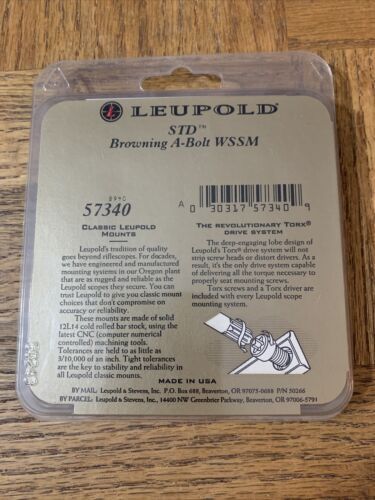 LEUPOLD
STD™
Browning A-Bolt WSSM
57340
CLASSIC LEUPOLD
MOUNTS
Leupold's tradition of quality
goes beyond riflescopes. For decades,
we have engineered and manufactured
mounting systems in our Oregon plant
that are as rugged and reliable as the
Leupold scopes they secure. You can
trust Leupold to give you classic mount
choices that don't compromise on
accuracy or reliability.
These mounts are made of solid
12L14 cold rolled bar stock, using the
latest CNC (computer numerical
controlled) machining tools.
Tolerances are held to as little as
3/10,000 of an inch. Tight tolerances
are the key to stability and reliability in
all Leupold classic mounts.
A
0 30317 57340 9
THE REVOLUTIONARY TORX®
DRIVE SYSTEM
The deep-engaging lobe design of
Leupold's Torx® drive system will not
strip screw heads or distort drivers. As a
result, it's the only drive system capable
of delivering all the torque necessary to
properly seat mounting screws.
Torx screws and a Torx driver are
included with every Leupold scope
mounting system.
MADE IN USA
BY MAIL: Leupold & Stevens, Inc. P.O. Box 688, Beaverton, OR 97075-0688 P/N 50266
BY PARCEL: Leupold & Stevens, Inc., 14400 NW Greenbrier Parkway, Beaverton, OR 97006-5791